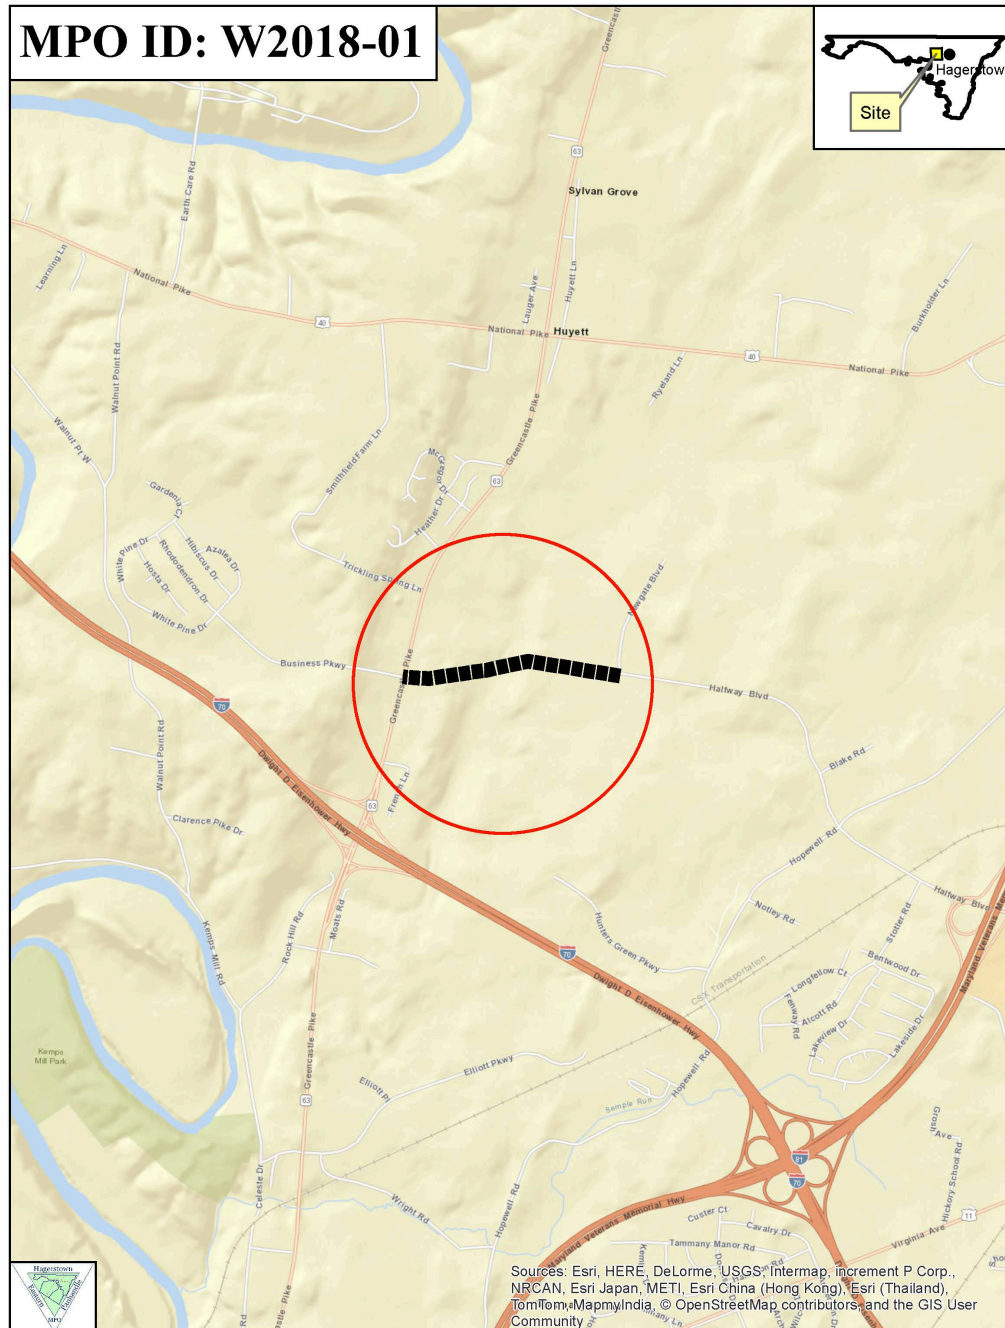 MPO ID: W2018-01
Hagerstow
Site
Greencastle
63
Sylvan Grove
Earth Care Rd
Learning Ln
National Pike
40
Lauger Ave
Huyett Ln
National Pike
Huyett
Burkholder Ln
40
National Pike
Ryeland Ln
Walnut Point Rd
Walnut Pt W
Smithfield Farm Ln
Greencastle Pike
McGregor Dr
Heather Dr
63
Gardenia Ct
White Pine Dr
Azalea Dr
Hibiscus Dr
Rhododendron Dr
Hosta Dr
White Pine Dr
Trickling Spring Ln
Newgate Blvd
Business Pkwy
Greencastle Pike
Halfway Blvd
70
Walnut Point Rd
Dwight D Eisenhower Hwy
French Ln
63
Blake Rd
Clarence Pike Dr
Hopewell Rd
Halfway Blvd
Notley Rd
Stotler Rd
Kemps Mill Rd
Rock Hill Rd
Moats Rd
Hunters Green Pkwy
70
Dwight D Eisenhower Hwy
CSX Transportation
Bentwood Dr
Longfellow Ct
Fenway Rd
Alcott Rd
Lakeview Dr
Lakeside Dr
Maryland Veterans Me
Kemps
Mill Park
Greencastle Pike
63
Elliott Pkwy
Elliott Pl
Hopewell Rd
Semple Run
Grosh
Ave
Hickory School Rd
81
70
11
Celeste Dr
Wright Rd
Hopewell Rd
Maryland Veterans Memorial Hwy
Custer Ct
Cavalry Dr
Tammany Manor Rd
Virginia Ave
Greencastle Pike
Rd
Hagerstown
Eastern
Panhandle
MPO
Sources: Esri, HERE, DeLorme, USGS, Intermap, increment P Corp.,
NRCAN, Esri Japan, METI, Esri China (Hong Kong), Esri (Thailand),
TomTom, MapmyIndia, © OpenStreetMap contributors, and the GIS User
Community